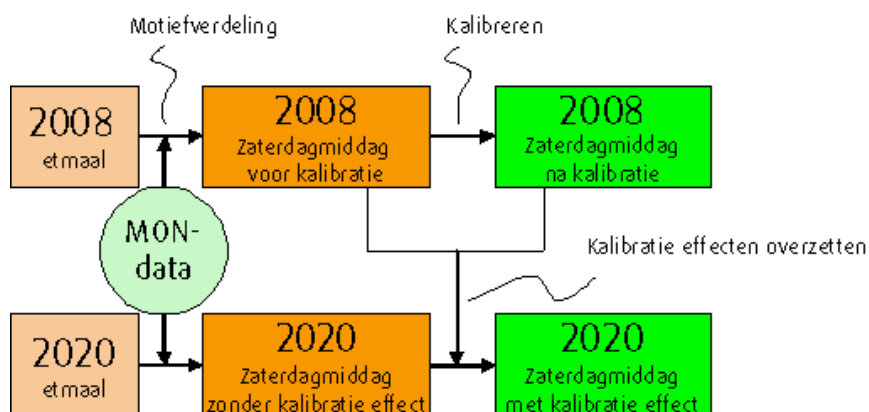 Motiefverdeling
Kalibreren
2008
etmaal
2008
Zaterdagmiddag
voor kalibratie
2008
Zaterdagmiddag
na kalibratie
MON-
data
Kalibratie effecten overzetten
2020
etmaal
2020
Zaterdagmiddag
zonder kalibratie effect
2020
Zaterdagmiddag
met kalibratie effect